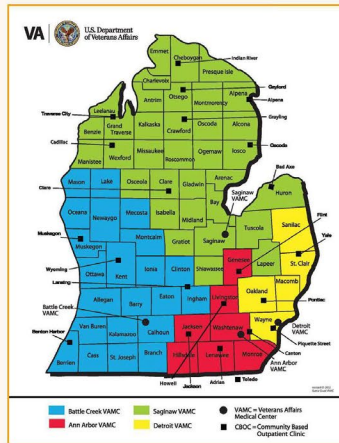 VA
U.S. Department
of Veterans Affairs
Emmet
Cheboygan
Indian River
Presque Isle
Charlevoix
Antrim
Otsego
Montmorency
Alpena
Gaylord
Alpena
Leelanau
Traverse City
Benzie
Grand
Traverse
Kalkaska
Crawford
Oscoda
Alcona
Grayling
Cadillac
Manistee
Wexford
Missaukee
Roscommon
Ogemaw
Iosco
Oscoda
Mason
Lake
Osceola
Clare
Gladwin
Arenac
Bad Axe
Clare
Huron
Oceana
Newaygo
Mecosta
Isabella
Midland
Bay
Saginaw
VAMC
Sanilac
Flint
Tuscola
Yale
Muskegon
Muskegon
Montcalm
Gratiot
Saginaw
Genesee
Lapeer
St. Clair
Wyoming
Ottawa
Kent
Ionia
Clinton
Shiawassee
Lansing
Macomb
Oakland
Pontiac
Livingston
Allegan
Barry
Eaton
Ingham
Battle Creek
VAMC
Benton Harbor
Van Buren
Kalamazoo
Calhoun
Jackson
Washtenaw
Wayne
Detroit
VAMC
Piquette Street
Canton
Ann Arbor
VAMC
Berrien
Cass
St. Joseph
Branch
Hillsdale
Lenawee
Monroe
Howell
Jackson
Adrian
Toledo
Battle Creek VAMC
Saginaw VAMC
VAMC = Veterans Affairs
Medical Center
Ann Arbor VAMC
Detroit VAMC
CBOC = Community Based
Outpatient Clinic